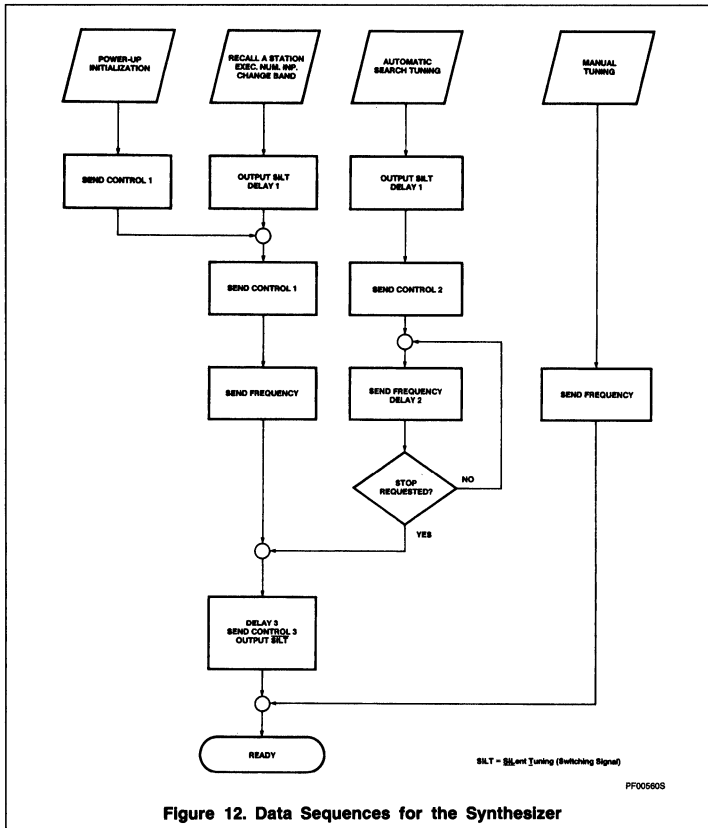 POWER-UP
INITIALIZATION
RECALL A STATION
EXEC. NUM. INP.
CHANGE BAND
AUTOMATIC
SEARCH TUNING
MANUAL
TUNING
SEND CONTROL 1
OUTPUT SILT
DELAY 1
OUTPUT SILT
DELAY 1
SEND CONTROL 1
SEND CONTROL 2
SEND FREQUENCY
SEND FREQUENCY
DELAY 2
SEND FREQUENCY
STOP
REQUESTED?
NO
YES
DELAY 3
SEND CONTROL 3
OUTPUT S̅I̅L̅T̅
READY
SILT = SILent Tuning (Switching Signal)
PF00560S
Figure 12. Data Sequences for the Synthesizer